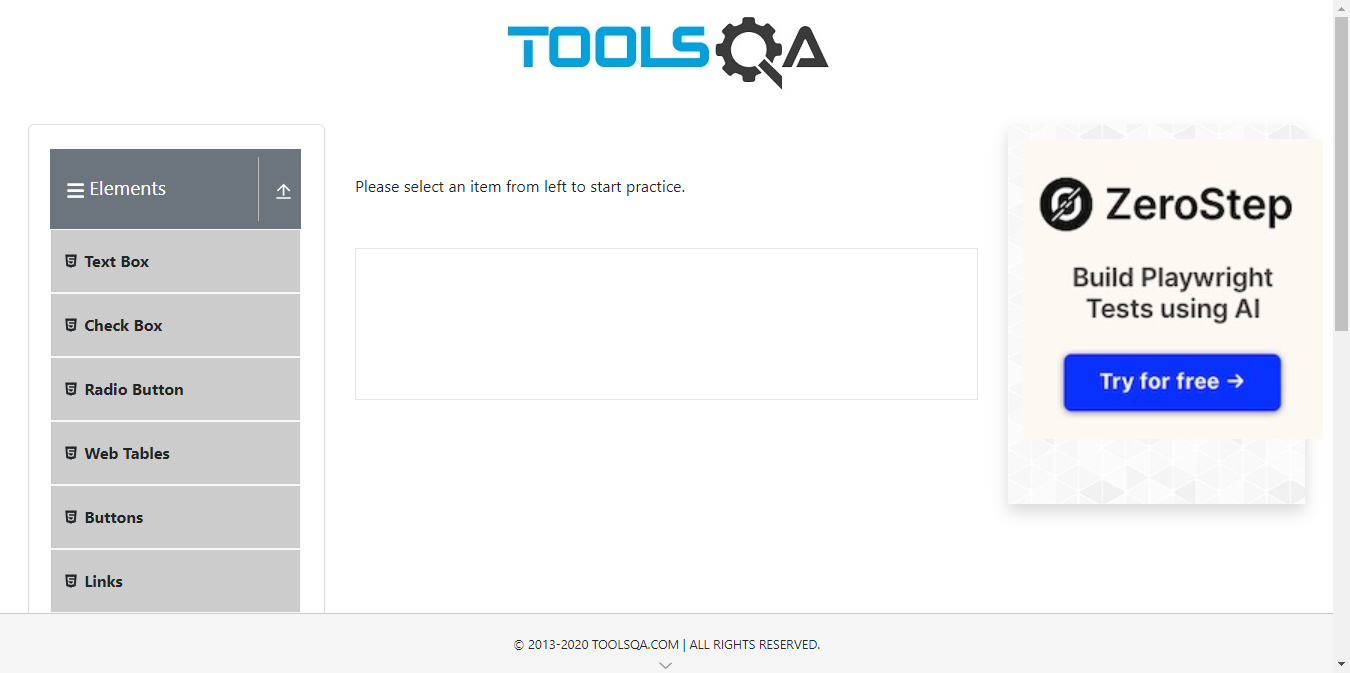 TOOLSQA
Elements
Text Box
Check Box
Radio Button
Web Tables
Buttons
Links
Please select an item from left to start practice.
ZeroStep
Build Playwright
Tests using AI
Try for free →
© 2013-2020 TOOLSQA.COM | ALL RIGHTS RESERVED.